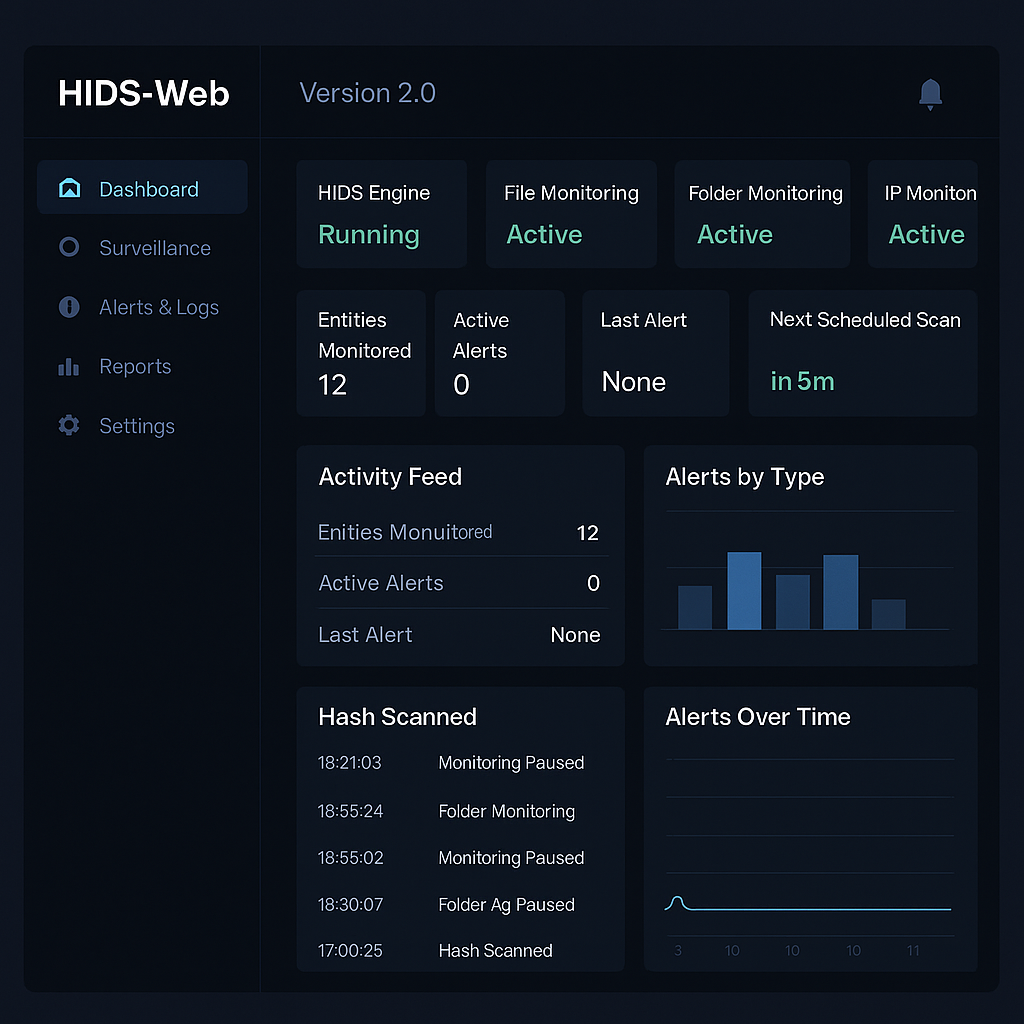 HIDS-Web
Version 2.0
Dashboard
Surveillance
Alerts & Logs
Reports
Settings
HIDS Engine
Running
File Monitoring
Active
Folder Monitoring
Active
IP Moniton
Active
Entities
Monitored
12
Active
Alerts
0
Last Alert
None
Next Scheduled Scan
in 5m
Activity Feed
Enities Monuitored 12
Active Alerts 0
Last Alert None
Alerts by Type
Hash Scanned
18:21:03 Monitoring Paused
18:55:24 Folder Monitoring
18:55:02 Monitoring Paused
18:30:07 Folder Ag Paused
17:00:25 Hash Scanned
Alerts Over Time
3 10 10 10 11